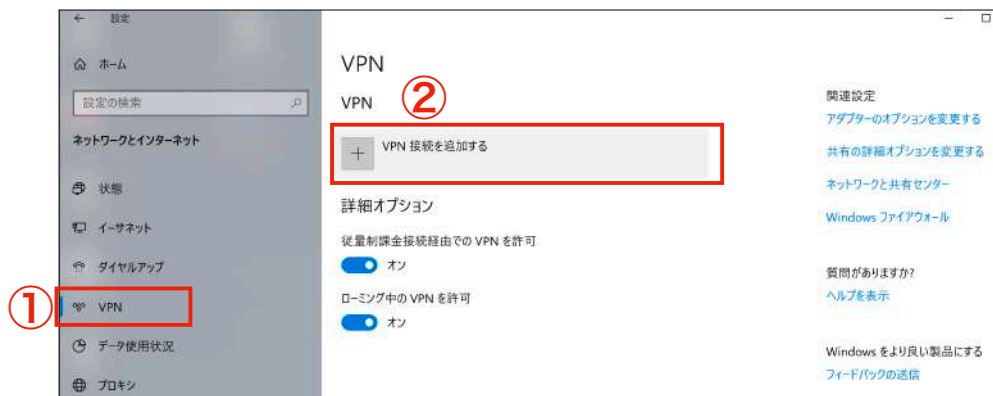 設定
ホーム
設定の検索
ネットワークとインターネット
状態
イーサネット
ダイヤルアップ
①
VPN
データ使用状況
プロキシ
VPN
VPN
②
VPN 接続を追加する
詳細オプション
従量制課金接続経由での VPN を許可
オン
ローミング中の VPN を許可
オン
関連設定
アダプターのオプションを変更する
共有の詳細オプションを変更する
ネットワークと共有センター
Windows ファイアウォール
質問がありますか?
ヘルプを表示
Windows をより良い製品にする
フィードバックの送信